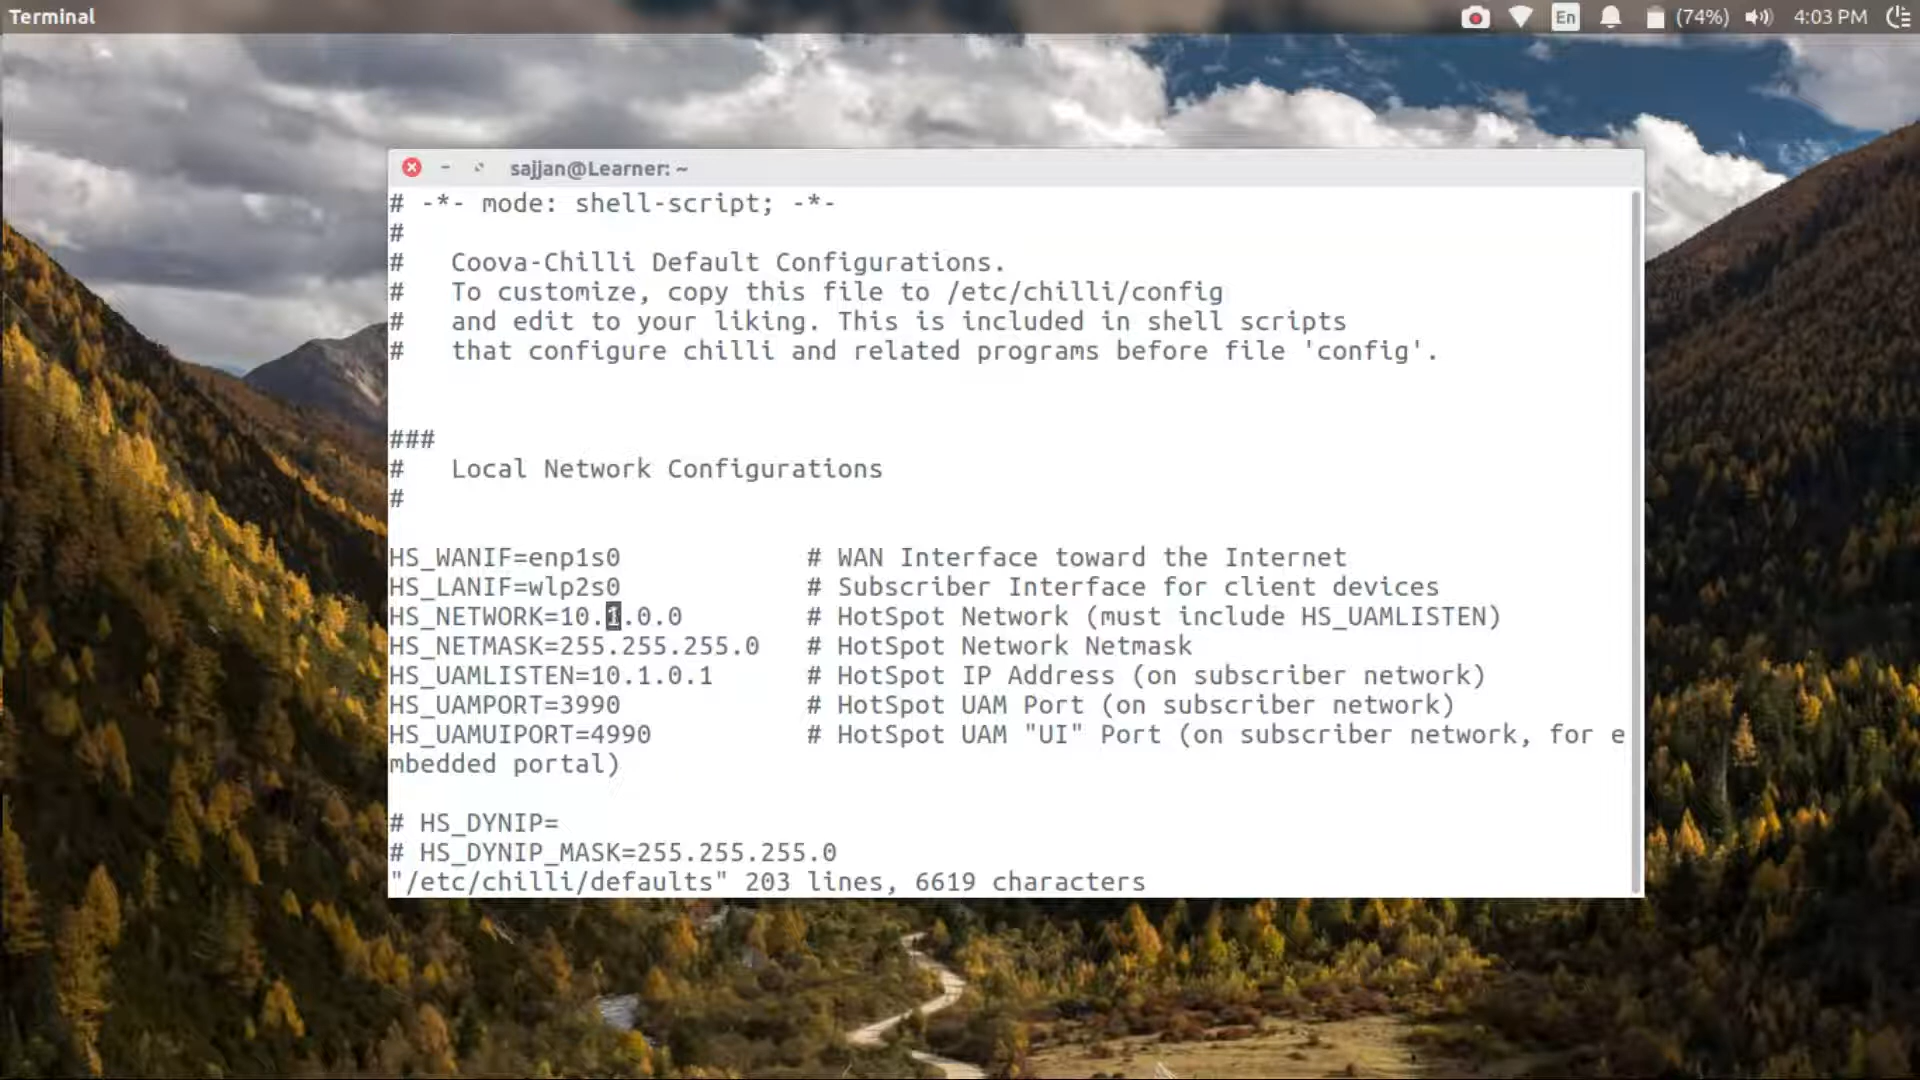 Terminal
En
(74%)
4:03 PM
sajjan@Learner: ~
# -*- mode: shell-script; -*-
#
#   Coova-Chilli Default Configurations.
#   To customize, copy this file to /etc/chilli/config
#   and edit to your liking. This is included in shell scripts
#   that configure chilli and related programs before file 'config'.
###
#   Local Network Configurations
#
HS_WANIF=enp1s0            # WAN Interface toward the Internet
HS_LANIF=wlp2s0            # Subscriber Interface for client devices
HS_NETWORK=10.1.0.0        # HotSpot Network (must include HS_UAMLISTEN)
HS_NETMASK=255.255.255.0   # HotSpot Network Netmask
HS_UAMLISTEN=10.1.0.1      # HotSpot IP Address (on subscriber network)
HS_UAMPORT=3990            # HotSpot UAM Port (on subscriber network)
HS_UAMUIPORT=4990          # HotSpot UAM "UI" Port (on subscriber network, for e
mbedded portal)
# HS_DYNIP=
# HS_DYNIP_MASK=255.255.255.0
"/etc/chilli/defaults" 203 lines, 6619 characters